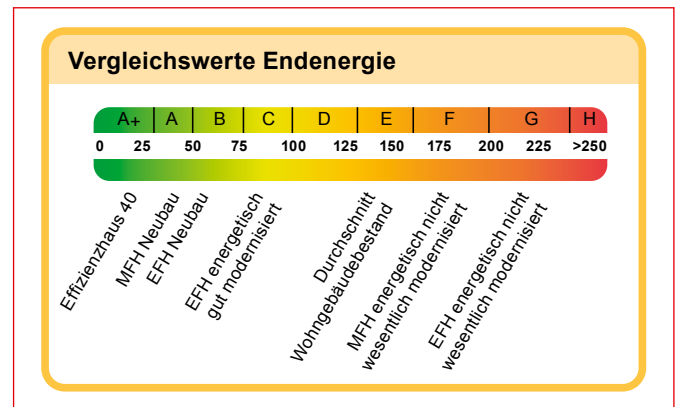 Vergleichswerte Endenergie
A+ A B C D E F G H
0 25 50 75 100 125 150 175 200 225 >250
Effizienzhaus 40
MFH Neubau
EFH Neubau
EFH energetisch
gut modernisiert
Durchschnitt
Wohngebäudebestand
MFH energetisch nicht
wesentlich modernisiert
EFH energetisch nicht
wesentlich modernisiert